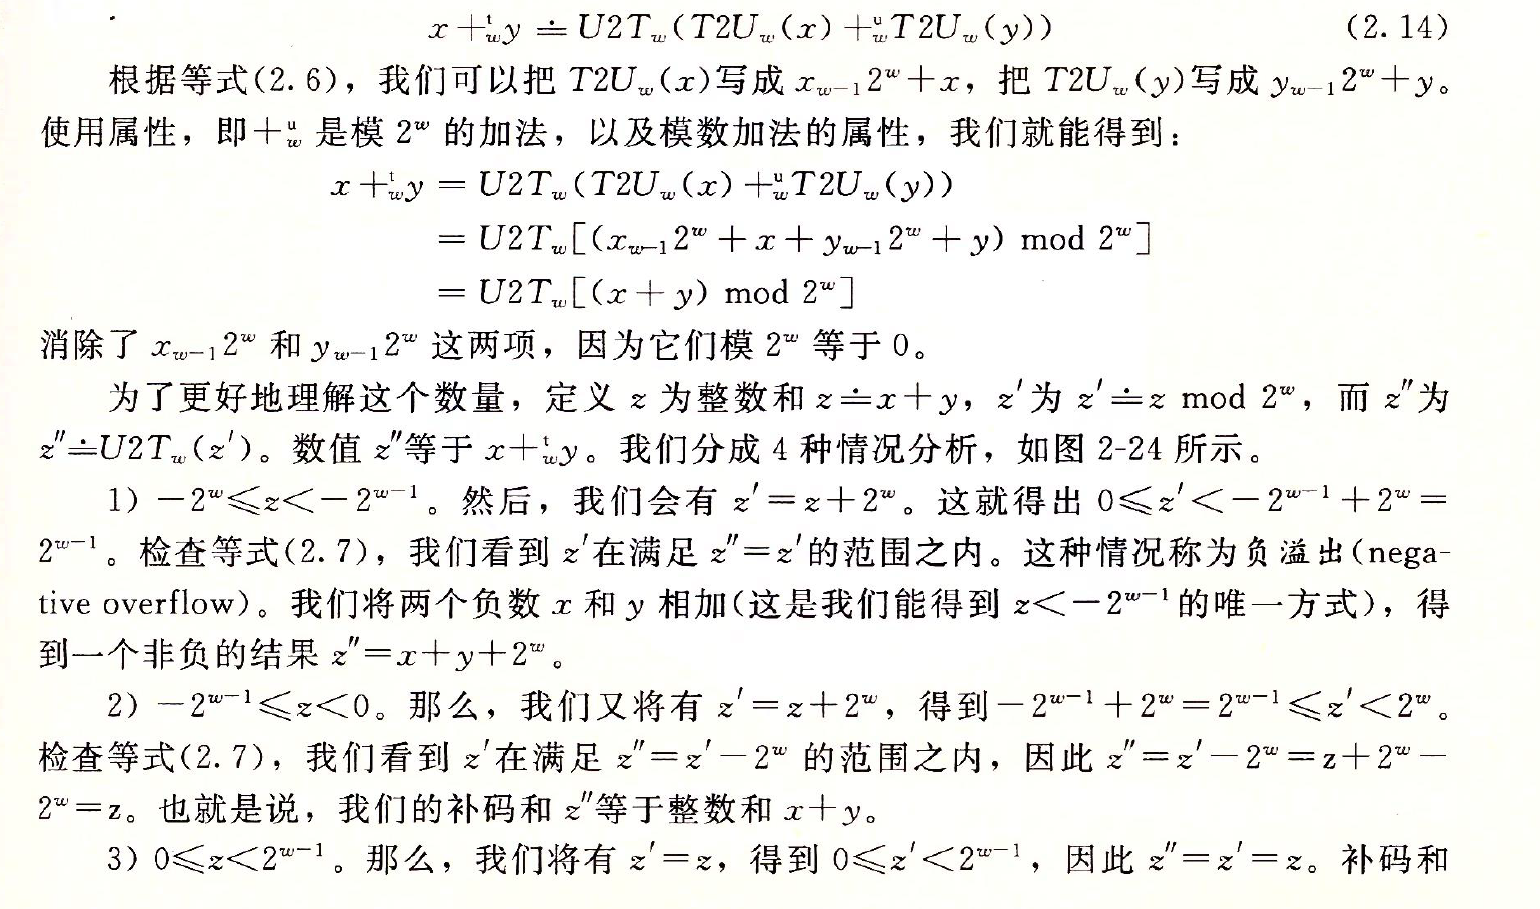 x +ᵗ_w y ≐ U2T_w(T2U_w(x) +ᵘ_w T2U_w(y)) (2.14)
根据等式(2.6)，我们可以把 T2U_w(x)写成 x_{w-1}2^w+x，把 T2U_w(y)写成 y_{w-1}2^w+y。
使用属性，即+ᵘ_w 是模 2^w 的加法，以及模数加法的属性，我们就能得到：
x +ᵗ_w y = U2T_w(T2U_w(x) +ᵘ_w T2U_w(y))
= U2T_w[(x_{w-1}2^w + x + y_{w-1}2^w + y) mod 2^w]
= U2T_w[(x + y) mod 2^w]
消除了 x_{w-1}2^w 和 y_{w-1}2^w 这两项，因为它们模 2^w 等于 0。
为了更好地理解这个数量，定义 z 为整数和 z≐x+y，z′为 z′≐z mod 2^w，而 z″为
z″≐U2T_w(z′)。数值 z″等于 x+ᵗ_w y。我们分成 4 种情况分析，如图 2-24 所示。
1) -2^w≤z<-2^{w-1}。然后，我们会有 z′=z+2^w。这就得出 0≤z′<-2^{w-1}+2^w=
2^{w-1}。检查等式(2.7)，我们看到 z′在满足 z″=z′的范围之内。这种情况称为负溢出(nega-
tive overflow)。我们将两个负数 x 和 y 相加(这是我们能得到 z<-2^{w-1}的唯一方式)，得
到一个非负的结果 z″=x+y+2^w。
2) -2^{w-1}≤z<0。那么，我们又将有 z′=z+2^w，得到-2^{w-1}+2^w=2^{w-1}≤z′<2^w。
检查等式(2.7)，我们看到 z′在满足 z″=z′-2^w 的范围之内，因此 z″=z′-2^w=z+2^w-
2^w=z。也就是说，我们的补码和 z″等于整数和 x+y。
3) 0≤z<2^{w-1}。那么，我们将有 z′=z，得到 0≤z′<2^{w-1}，因此 z″=z′=z。补码和